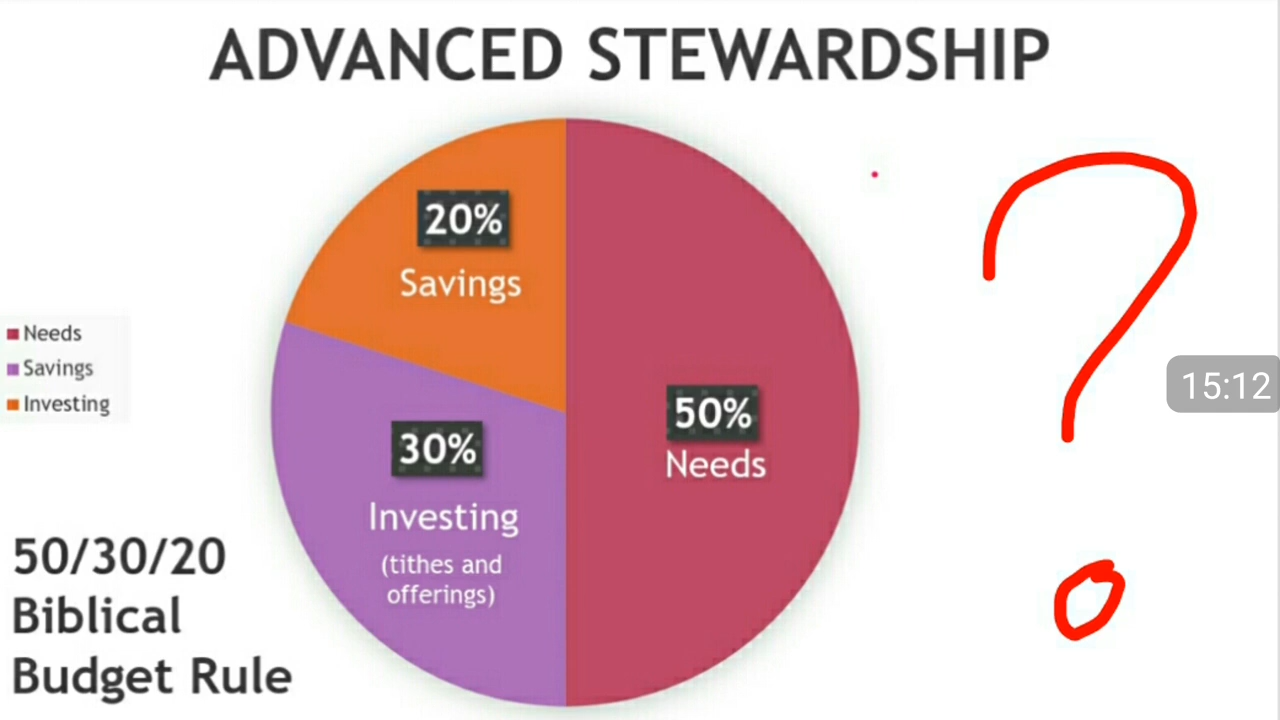 ADVANCED STEWARDSHIP
20%
Savings
Needs
Savings
Investing
50%
Needs
30%
Investing
(tithes and
offerings)
15:12
50/30/20
Biblical
Budget Rule
?